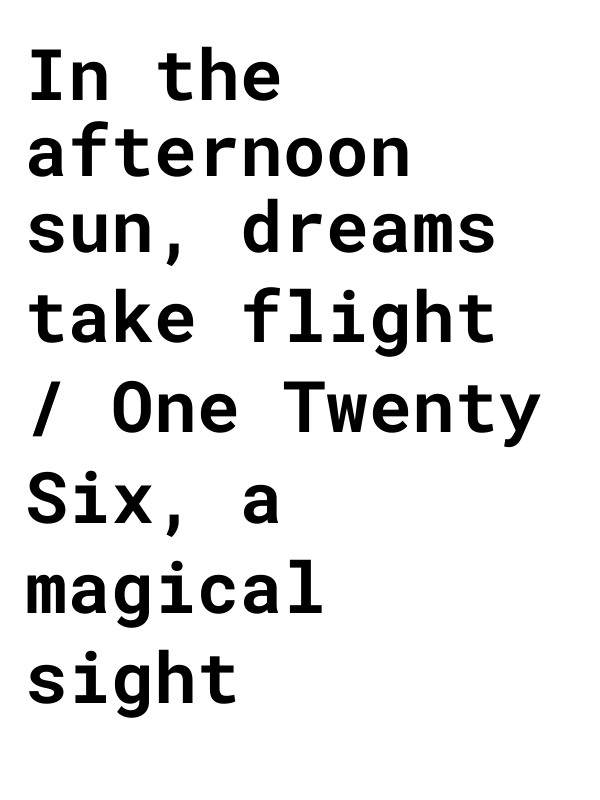 In the
afternoon
sun, dreams
take flight
/ One Twenty
Six, a
magical
sight